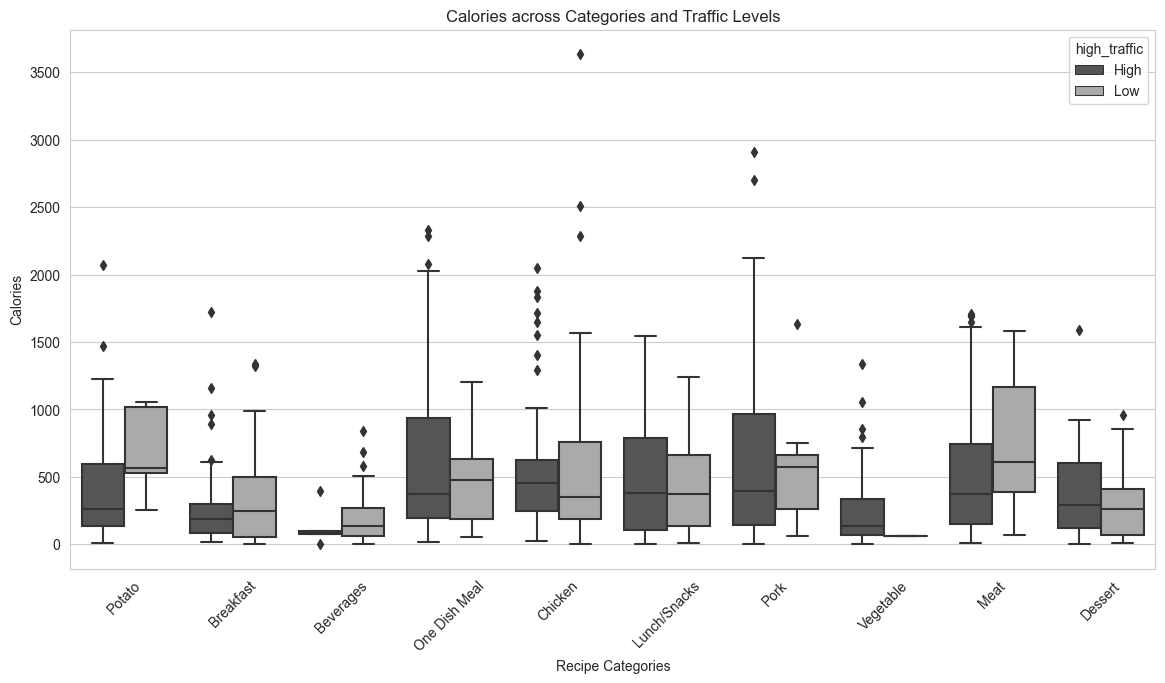 Calories across Categories and Traffic Levels
high_traffic
High
Low
3500
3000
2500
2000
1500
1000
500
0
Calories
Potato
Breakfast
Beverages
One Dish Meal
Chicken
Lunch/Snacks
Pork
Vegetable
Meat
Dessert
Recipe Categories